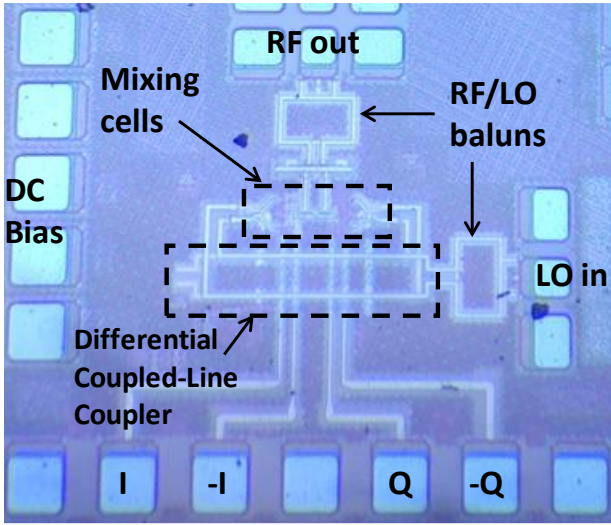 RF out
Mixing
cells
RF/LO
baluns
DC
Bias
LO in
Differential
Coupled-Line
Coupler
I
-I
Q
-Q